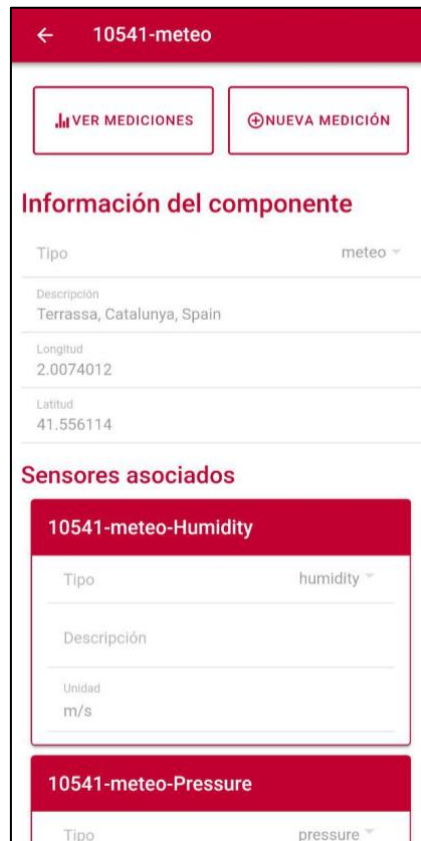 10541-meteo
VER MEDICIONES
NUEVA MEDICIÓN
Información del componente
Tipo meteo
Descripción
Terrassa, Catalunya, Spain
Longitud
2.0074012
Latitud
41.556114
Sensores asociados
10541-meteo-Humidity
Tipo humidity
Descripción
Unidad
m/s
10541-meteo-Pressure
Tipo pressure